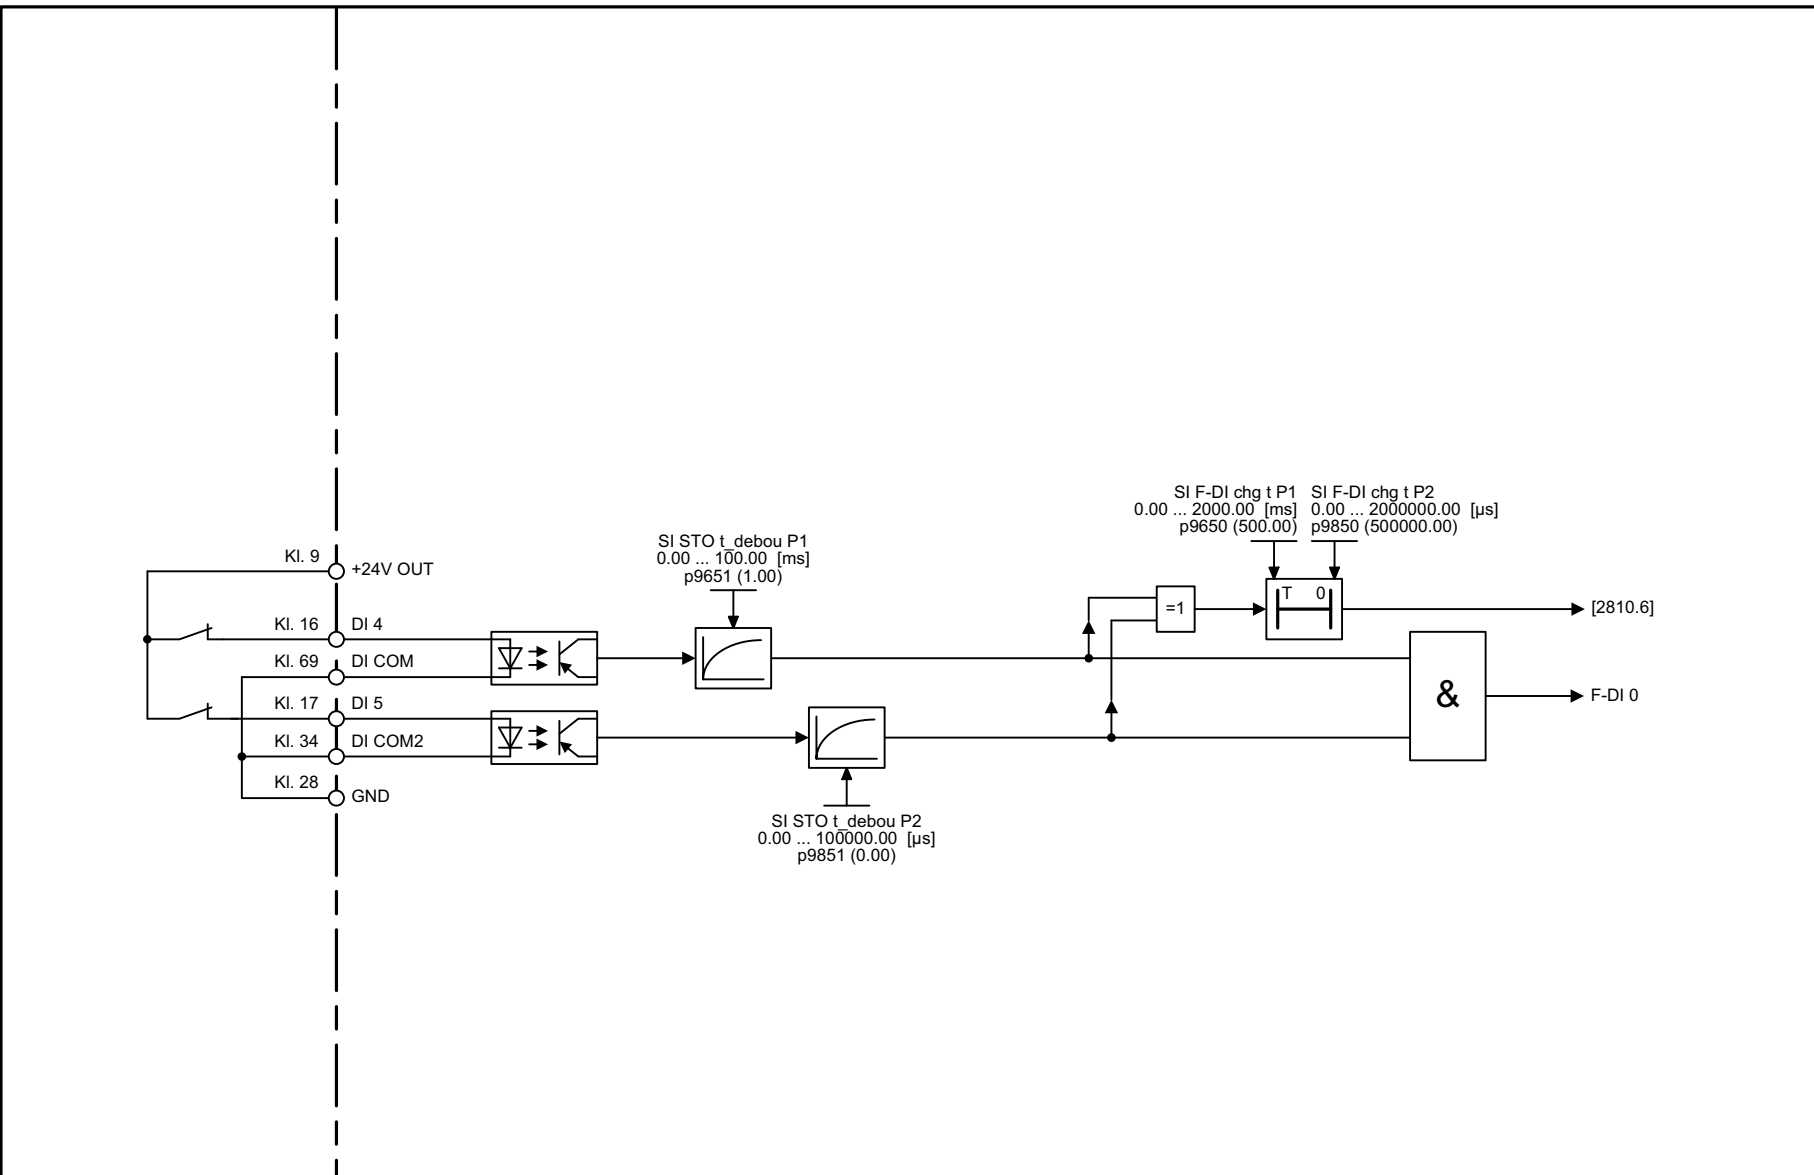 SI F-DI chg t P1
0.00 ... 2000.00 [ms]
p9650 (500.00)
SI F-DI chg t P2
0.00 ... 2000000.00 [µs]
p9850 (500000.00)
SI STO t_debou P1
0.00 ... 100.00 [ms]
p9651 (1.00)
Kl. 9
+24V OUT
T 0
=1
[2810.6]
Kl. 16
DI 4
Kl. 69
DI COM
Kl. 17
DI 5
&
F-DI 0
Kl. 34
DI COM2
Kl. 28
GND
SI STO t_debou P2
0.00 ... 100000.00 [µs]
p9851 (0.00)